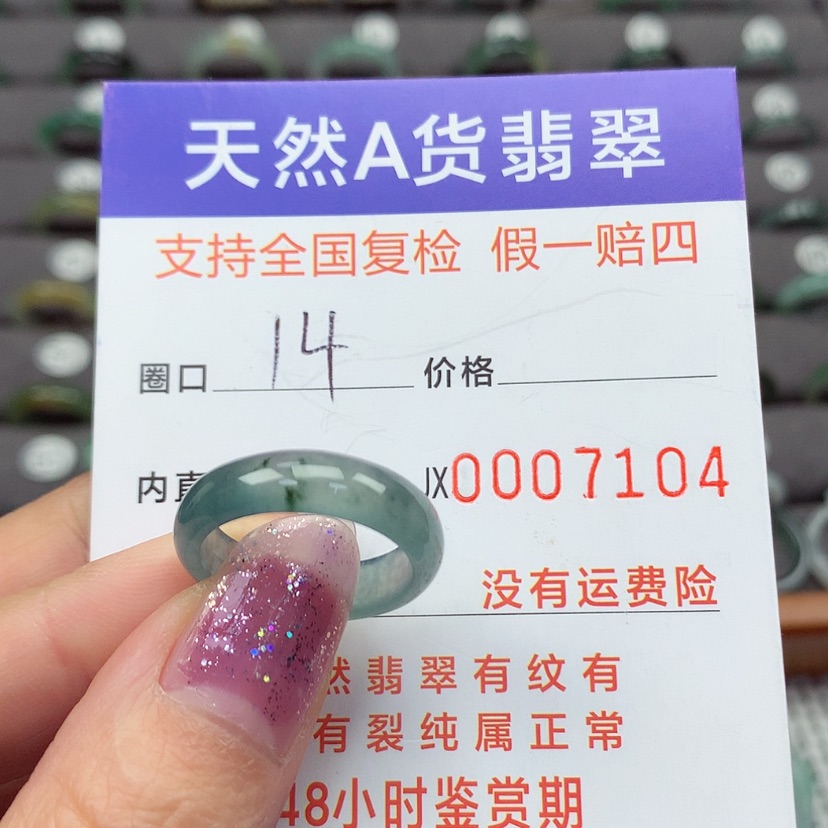 天然A货翡翠
支持全国复检 假一赔四
圈口 14 价格
内直 JX0007104
没有运费险
然翡翠有纹有
有裂纯属正常
48小时鉴赏期